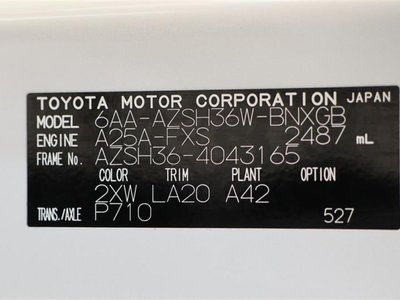 TOYOTA MOTOR CORPORATION JAPAN
MODEL 6AA-AZSH36W-BNXGB
ENGINE A25A-FXS 2487 mL
FRAME No. AZSH36-4043165
COLOR TRIM PLANT OPTION
2XW LA20 A42
TRANS./AXLE P710 527